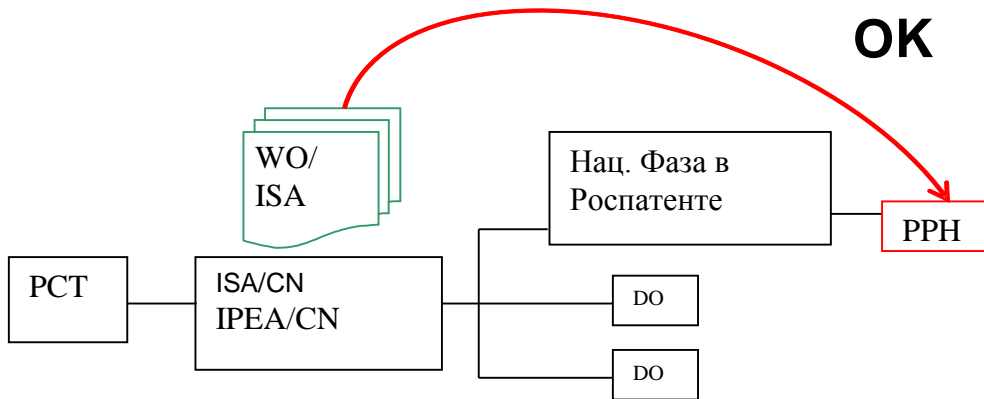 OK
WO/
ISA
Нац. Фаза в
Роспатенте
PPH
PCT
ISA/CN
IPEA/CN
DO
DO